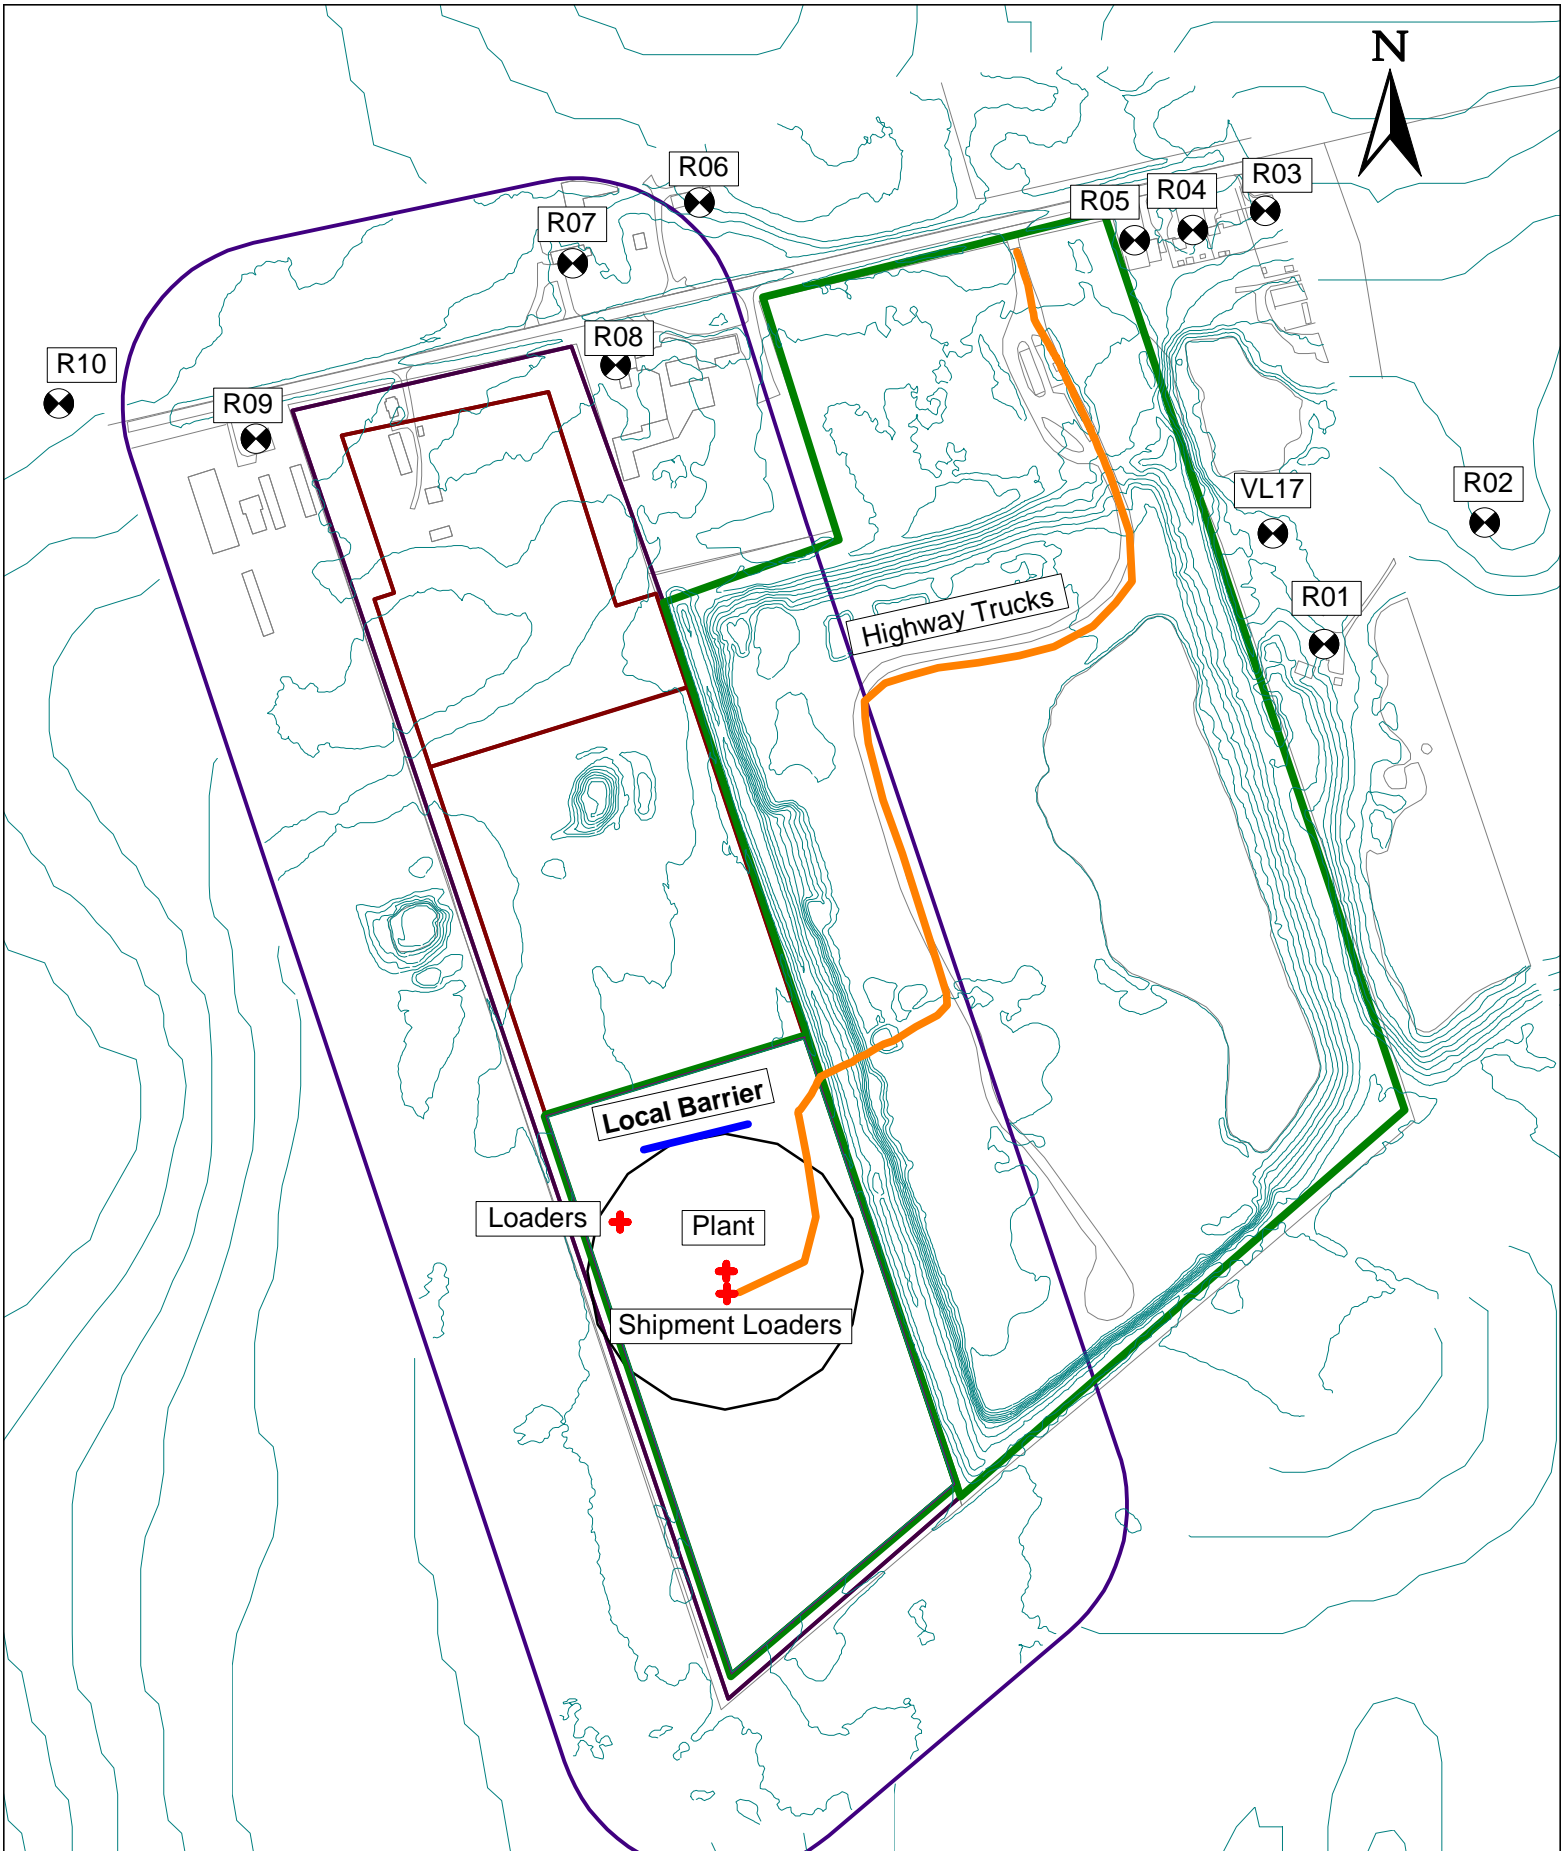 N
R06
R03
R04
R05
R07
R08
R10
R09
VL17
R02
R01
Highway Trucks
Local Barrier
Loaders
Plant
Shipment Loaders